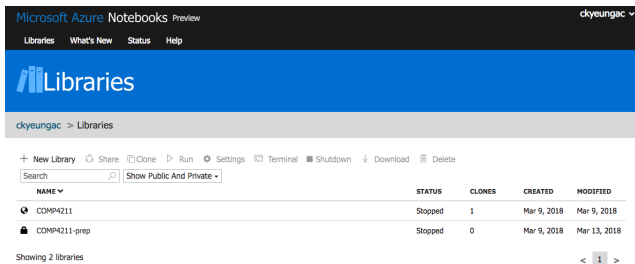 Microsoft Azure Notebooks Preview ckyeungac
Libraries What's New Status Help
Libraries
ckyeungac > Libraries
+ New Library Share Clone Run Settings Terminal Shutdown Download Delete
Search Show Public And Private
NAME STATUS CLONES CREATED MODIFIED
COMP4211 Stopped 1 Mar 9, 2018 Mar 9, 2018
COMP4211-prep Stopped 0 Mar 9, 2018 Mar 13, 2018
Showing 2 libraries < 1 >